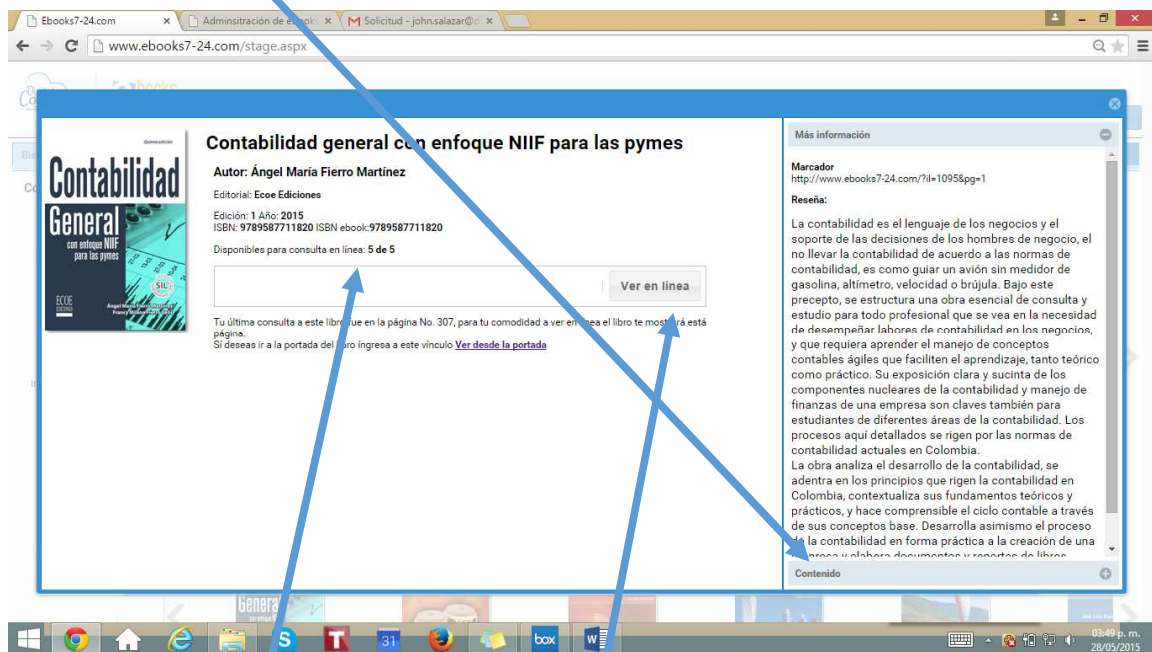 Ebooks7-24.com
Adminsitración de eBooks
Solicitud - john.salazar@
www.ebooks7-24.com/stage.aspx
Contabilidad
General
con enfoque NIIF
para las pymes
SIL
ECOE
EDICIONES
Contabilidad general con enfoque NIIF para las pymes
Autor: Ángel María Fierro Martínez
Editorial: Ecoe Ediciones
Edición: 1 Año: 2015
ISBN: 9789587711820 ISBN ebook:9789587711820
Disponibles para consulta en línea: 5 de 5
Ver en línea
Tu última consulta a este libro fue en la página No. 307, para tu comodidad a ver en línea el libro te mostrará está
página.
Sí deseas ir a la portada del libro íngresa a este vínculo Ver desde la portada
Más información
Marcador
http://www.ebooks7-24.com/?il=1095&pg=1
Reseña:
La contabilidad es el lenguaje de los negocios y el
soporte de las decisiones de los hombres de negocio, el
no llevar la contabilidad de acuerdo a las normas de
contabilidad, es como guiar un avión sin medidor de
gasolina, altímetro, velocidad o brújula. Bajo este
precepto, se estructura una obra esencial de consulta y
estudio para todo profesional que se vea en la necesidad
de desempeñar labores de contabilidad en los negocios,
y que requiera aprender el manejo de conceptos
contables ágiles que faciliten el aprendizaje, tanto teórico
como práctico. Su exposición clara y sucinta de los
componentes nucleares de la contabilidad y manejo de
finanzas de una empresa son claves también para
estudiantes de diferentes áreas de la contabilidad. Los
procesos aquí detallados se rigen por las normas de
contabilidad actuales en Colombia.
La obra analiza el desarrollo de la contabilidad, se
adentra en los principios que rigen la contabilidad en
Colombia, contextualiza sus fundamentos teóricos y
prácticos, y hace comprensible el ciclo contable a través
de sus conceptos base. Desarrolla asimismo el proceso
de la contabilidad en forma práctica a la creación de una
empresa y elabora documentos y reportes de libros
Contenido
General
31
box
03:49 p. m.
28/05/2015